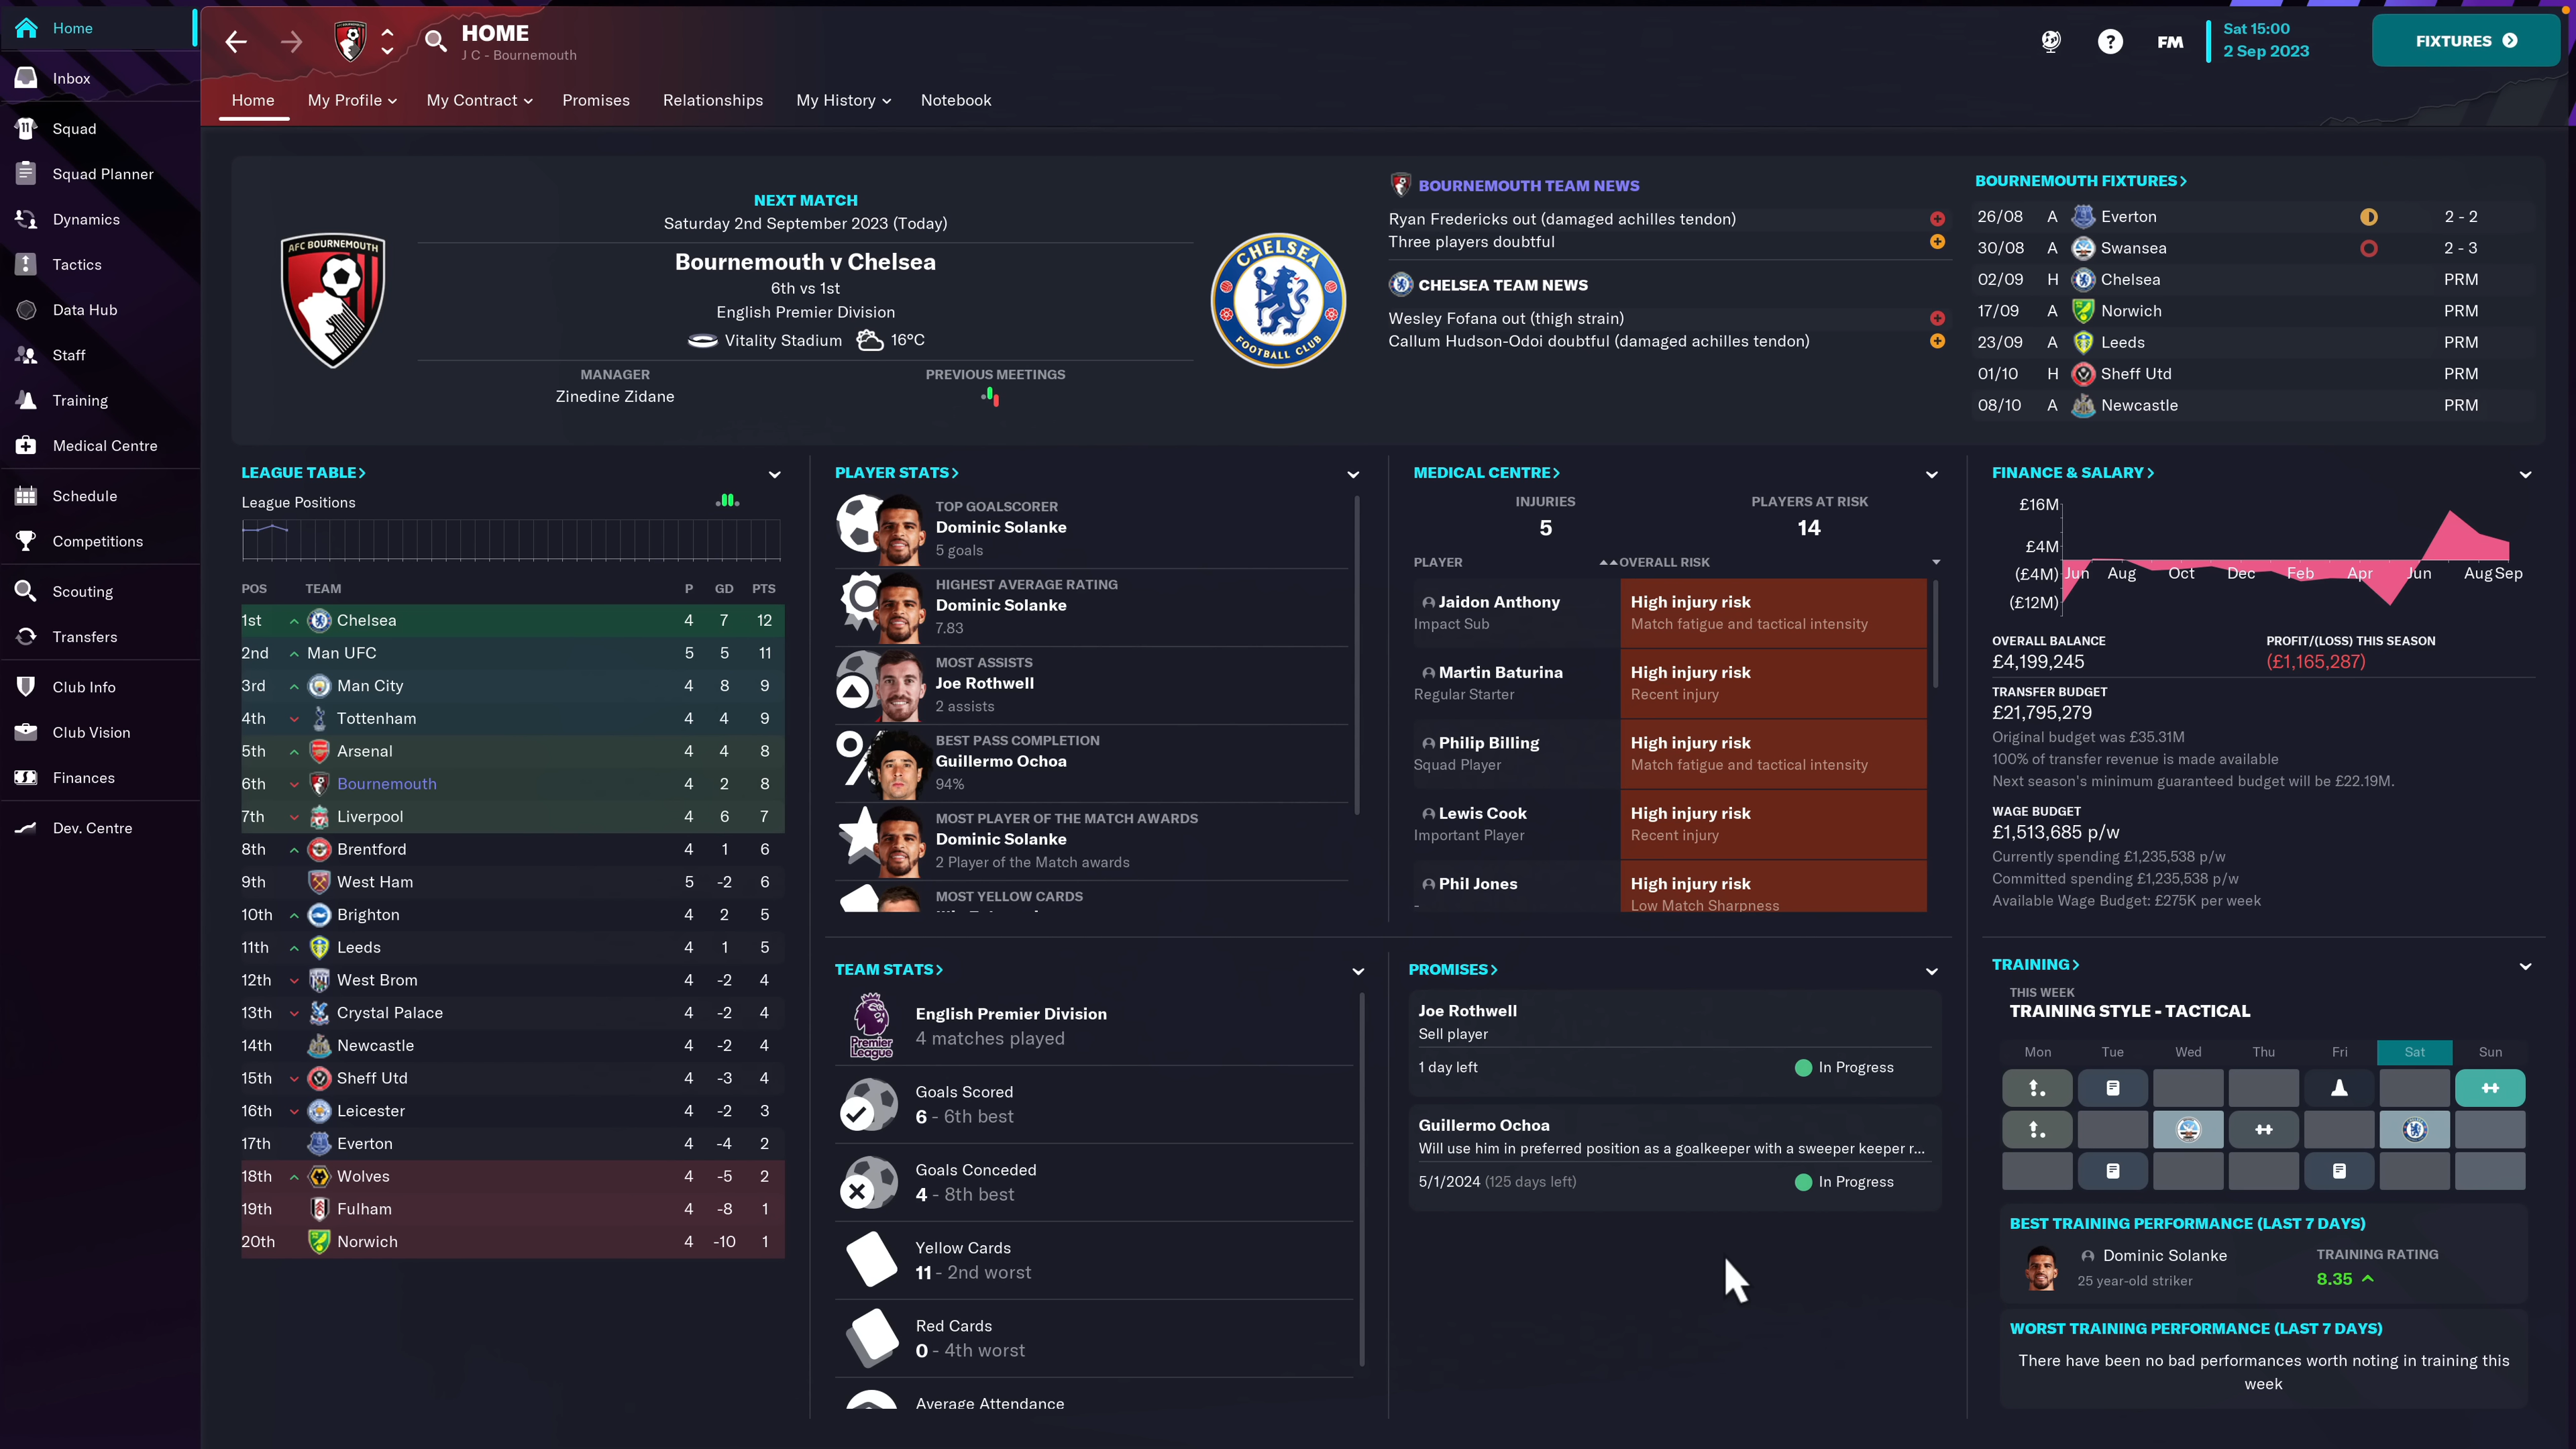 Home
Inbox
Squad
Squad Planner
Dynamics
Tactics
Data Hub
Staff
Training
Medical Centre
Schedule
Competitions
Scouting
Transfers
Club Info
Club Vision
Finances
Dev. Centre
HOME
J C - Bournemouth
FM
Sat 15:00
2 Sep 2023
FIXTURES
Home My Profile My Contract Promises Relationships My History Notebook
AFC BOURNEMOUTH
NEXT MATCH
Saturday 2nd September 2023 (Today)
Bournemouth v Chelsea
6th vs 1st
English Premier Division
Vitality Stadium 16°C
MANAGER
Zinedine Zidane
PREVIOUS MEETINGS
CHELSEA
FOOTBALL CLUB
BOURNEMOUTH TEAM NEWS
Ryan Fredericks out (damaged achilles tendon)
Three players doubtful
CHELSEA TEAM NEWS
Wesley Fofana out (thigh strain)
Callum Hudson-Odoi doubtful (damaged achilles tendon)
BOURNEMOUTH FIXTURES
26/08 A Everton 2 - 2
30/08 A Swansea 2 - 3
02/09 H Chelsea PRM
17/09 A Norwich PRM
23/09 A Leeds PRM
01/10 H Sheff Utd PRM
08/10 A Newcastle PRM
LEAGUE TABLE
League Positions
POS TEAM P GD PTS
1st Chelsea 4 7 12
2nd Man UFC 5 5 11
3rd Man City 4 8 9
4th Tottenham 4 4 9
5th Arsenal 4 4 8
6th Bournemouth 4 2 8
7th Liverpool 4 6 7
8th Brentford 4 1 6
9th West Ham 5 -2 6
10th Brighton 4 2 5
11th Leeds 4 1 5
12th West Brom 4 -2 4
13th Crystal Palace 4 -2 4
14th Newcastle 4 -2 4
15th Sheff Utd 4 -3 4
16th Leicester 4 -2 3
17th Everton 4 -4 2
18th Wolves 4 -5 2
19th Fulham 4 -8 1
20th Norwich 4 -10 1
PLAYER STATS
TOP GOALSCORER
Dominic Solanke
5 goals
HIGHEST AVERAGE RATING
Dominic Solanke
7.83
MOST ASSISTS
Joe Rothwell
2 assists
BEST PASS COMPLETION
Guillermo Ochoa
94%
MOST PLAYER OF THE MATCH AWARDS
Dominic Solanke
2 Player of the Match awards
MOST YELLOW CARDS
TEAM STATS
Premier
League
English Premier Division
4 matches played
Goals Scored
6 - 6th best
Goals Conceded
4 - 8th best
Yellow Cards
11 - 2nd worst
Red Cards
0 - 4th worst
Average Attendance
MEDICAL CENTRE
INJURIES
5
PLAYERS AT RISK
14
PLAYER OVERALL RISK
Jaidon Anthony High injury risk
Impact Sub Match fatigue and tactical intensity
Martin Baturina High injury risk
Regular Starter Recent injury
Philip Billing High injury risk
Squad Player Match fatigue and tactical intensity
Lewis Cook High injury risk
Important Player Recent injury
Phil Jones High injury risk
- Low Match Sharpness
PROMISES
Joe Rothwell
Sell player
1 day left In Progress
Guillermo Ochoa
Will use him in preferred position as a goalkeeper with a sweeper keeper r...
5/1/2024 (125 days left) In Progress
FINANCE & SALARY
£16M
£4M
(£4M)
(£12M)
Jun Aug Oct Dec Feb Apr Jun Aug Sep
OVERALL BALANCE
£4,199,245
PROFIT/(LOSS) THIS SEASON
(£1,165,287)
TRANSFER BUDGET
£21,795,279
Original budget was £35.31M
100% of transfer revenue is made available
Next season's minimum guaranteed budget will be £22.19M.
WAGE BUDGET
£1,513,685 p/w
Currently spending £1,235,538 p/w
Committed spending £1,235,538 p/w
Available Wage Budget: £275K per week
TRAINING
THIS WEEK
TRAINING STYLE - TACTICAL
Mon Tue Wed Thu Fri Sat Sun
BEST TRAINING PERFORMANCE (LAST 7 DAYS)
Dominic Solanke
25 year-old striker
TRAINING RATING
8.35
WORST TRAINING PERFORMANCE (LAST 7 DAYS)
There have been no bad performances worth noting in training this
week